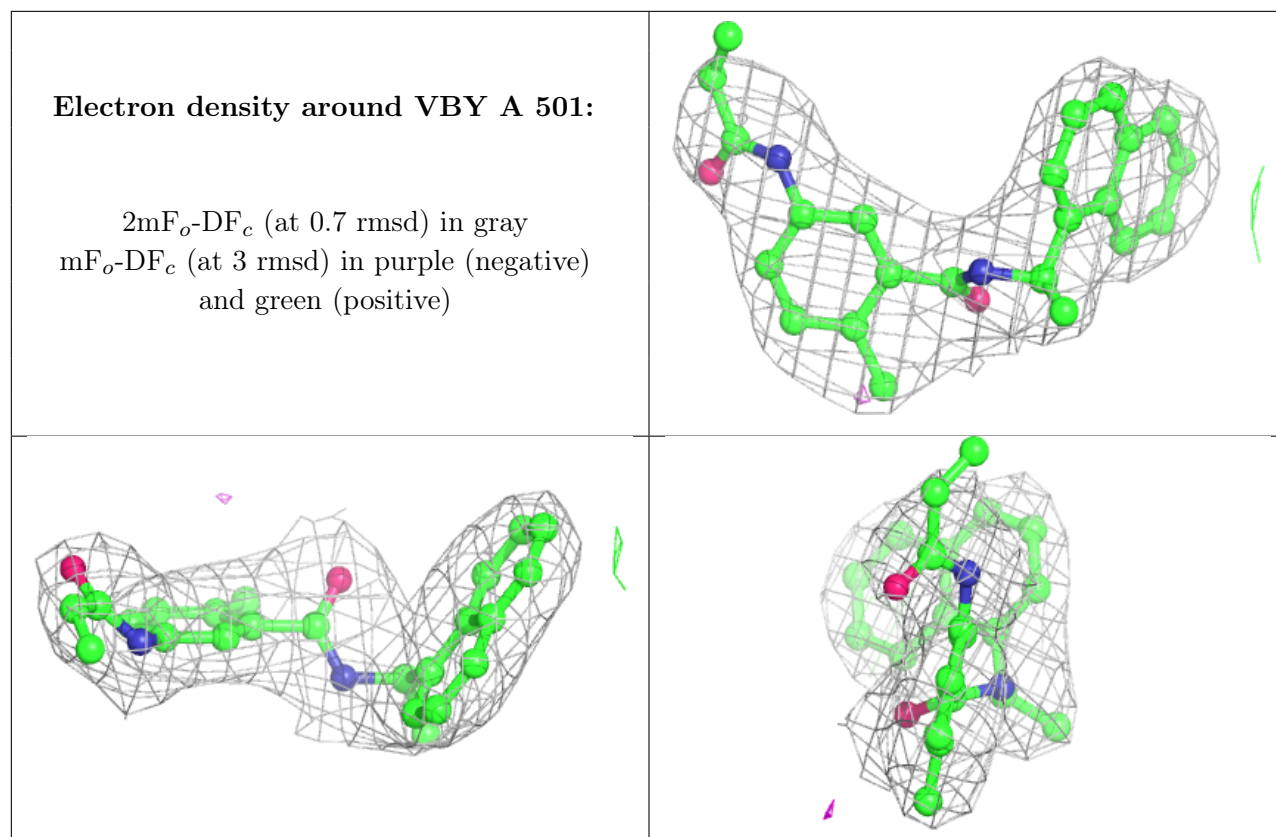 Electron density around VBY A 501:
2mFo-DFc (at 0.7 rmsd) in gray
mFo-DFc (at 3 rmsd) in purple (negative)
and green (positive)